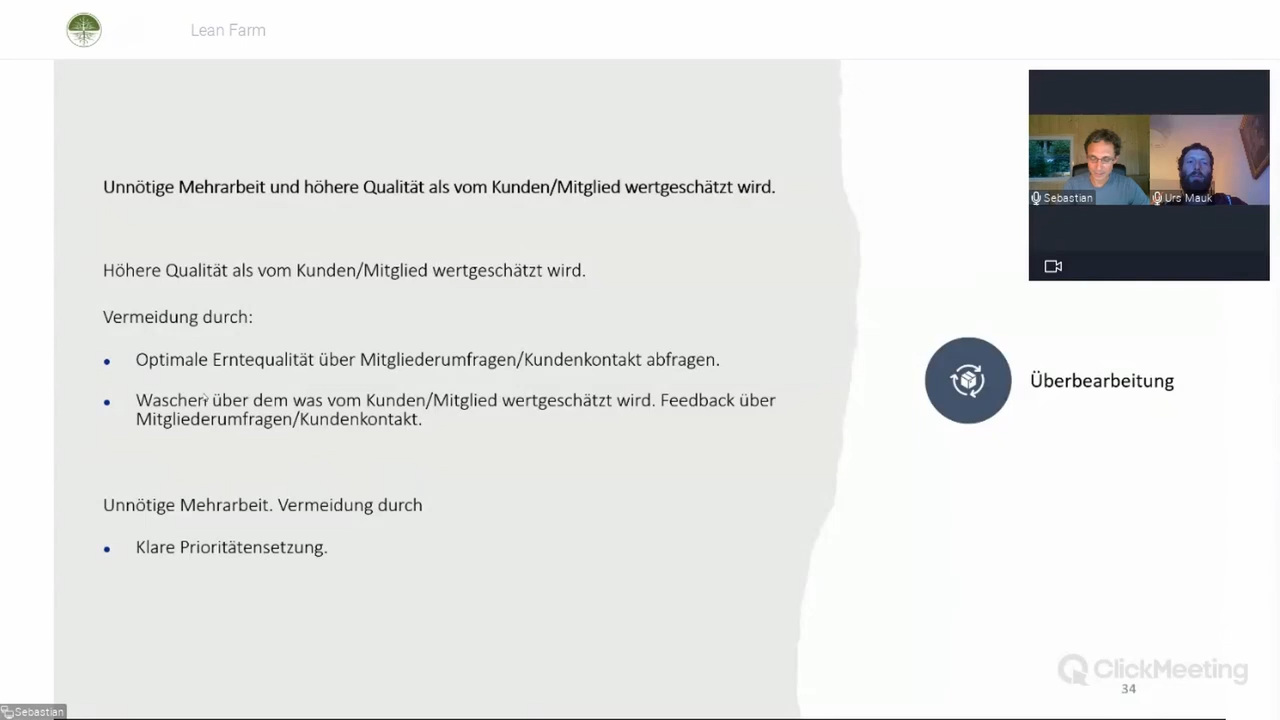 Lean Farm
Unnötige Mehrarbeit und höhere Qualität als vom Kunden/Mitglied wertgeschätzt wird.
Höhere Qualität als vom Kunden/Mitglied wertgeschätzt wird.
Vermeidung durch:
• Optimale Erntequalität über Mitgliederumfragen/Kundenkontakt abfragen.
• Waschen über dem was vom Kunden/Mitglied wertgeschätzt wird. Feedback über
Mitgliederumfragen/Kundenkontakt.
Unnötige Mehrarbeit. Vermeidung durch
• Klare Prioritätensetzung.
Sebastian
Urs Mauk
Überbearbeitung
ClickMeeting
34
Sebastian